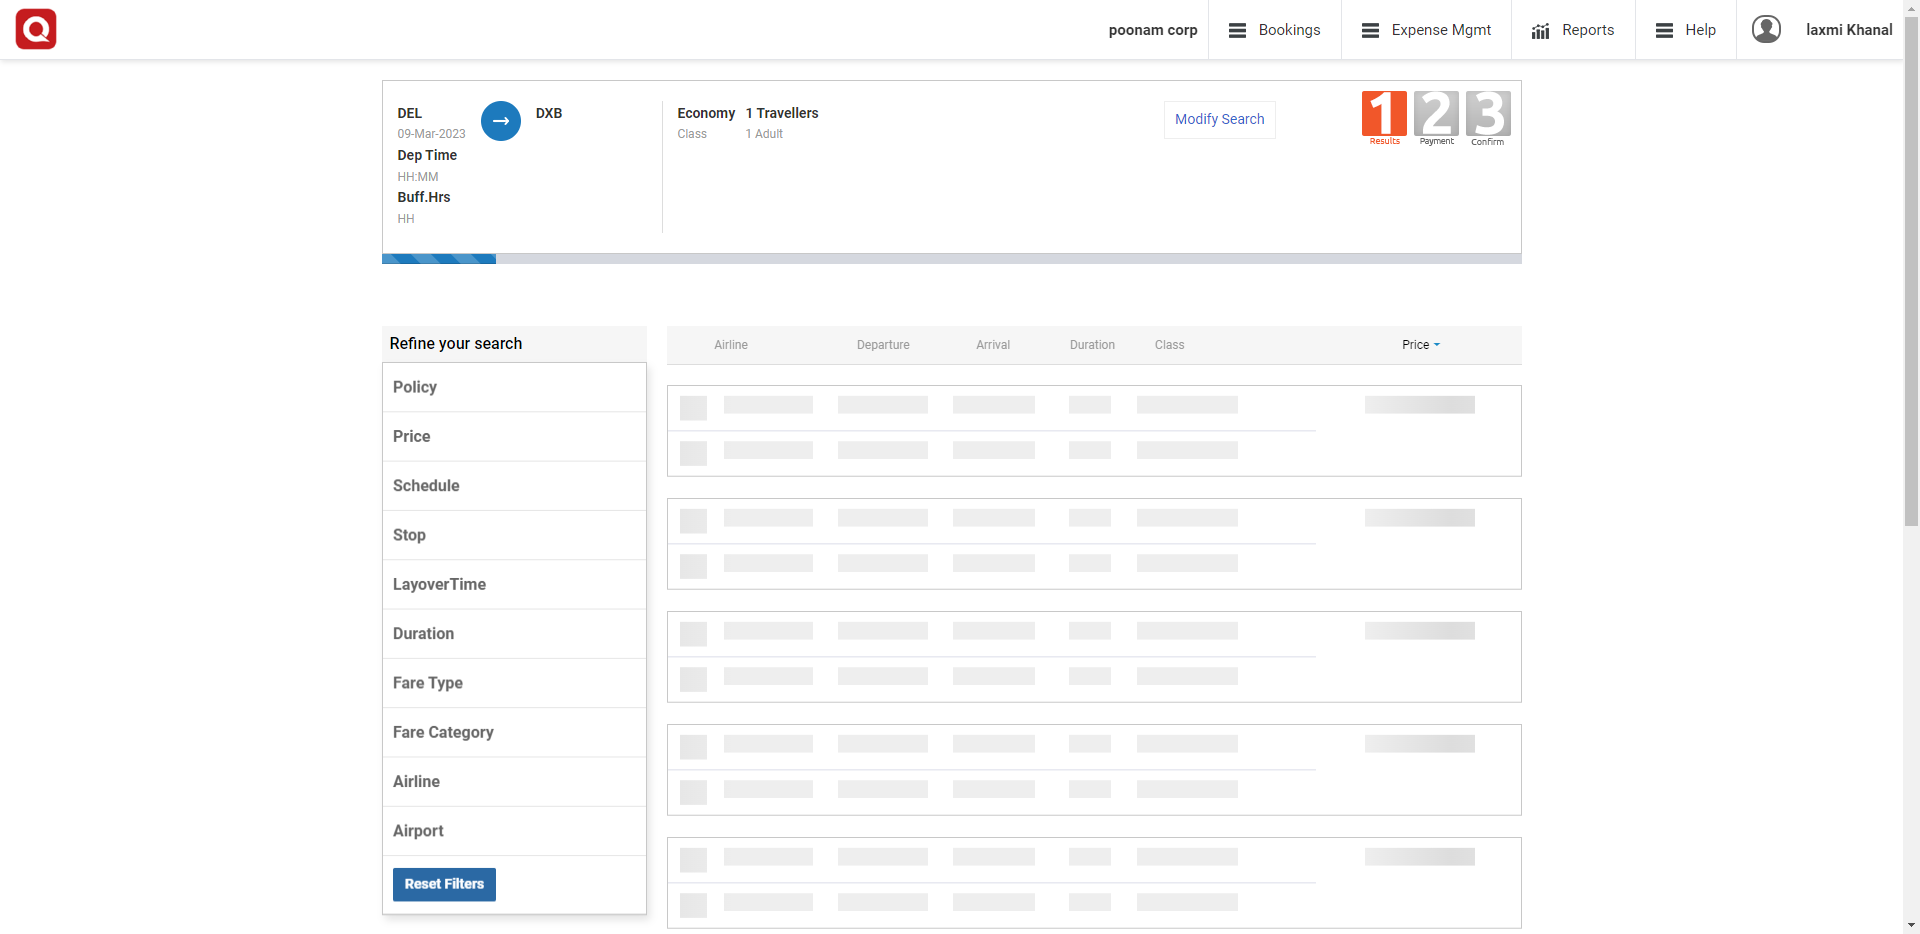 poonam corp
Bookings
Expense Mgmt
Reports
Help
laxmi Khanal
DEL
09-Mar-2023
Dep Time
HH:MM
Buff.Hrs
HH
DXB
Economy 1 Travellers
Class 1 Adult
Modify Search
1 2 3
Results Payment Confirm
Refine your search
Policy
Price
Schedule
Stop
LayoverTime
Duration
Fare Type
Fare Category
Airline
Airport
Reset Filters
Airline Departure Arrival Duration Class Price